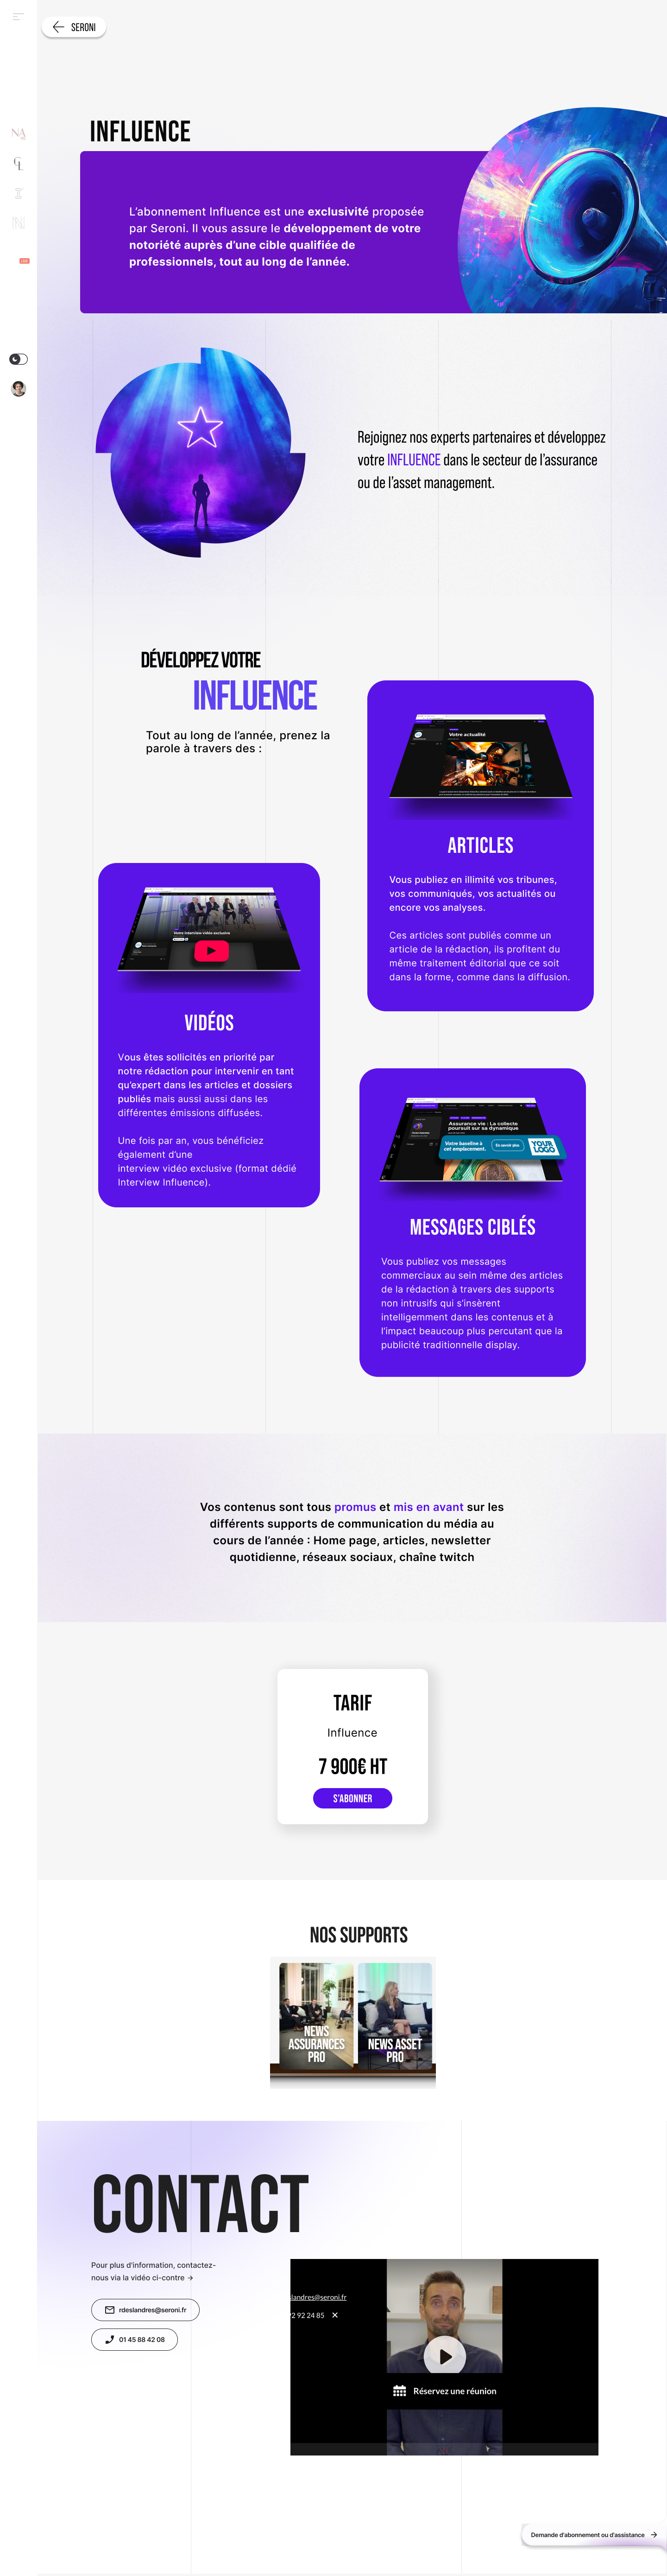 SERONI
INFLUENCE
L'abonnement Influence est une exclusivité proposée
par Seroni. Il vous assure le développement de votre
notoriété auprès d'une cible qualifiée de
professionnels, tout au long de l'année.
Rejoignez nos experts partenaires et développez
votre INFLUENCE dans le secteur de l'assurance
ou de l'asset management.
DÉVELOPPEZ VOTRE
INFLUENCE
Tout au long de l'année, prenez la
parole à travers des :
Votre actualité
ARTICLES
Vous publiez en illimité vos tribunes,
vos communiqués, vos actualités ou
encore vos analyses.
Ces articles sont publiés comme un
article de la rédaction, ils profitent du
même traitement éditorial que ce soit
dans la forme, comme dans la diffusion.
Votre interview vidéo exclusive
VIDÉOS
Vous êtes sollicités en priorité par
notre rédaction pour intervenir en tant
qu'expert dans les articles et dossiers
publiés mais aussi aussi dans les
différentes émissions diffusées.
Une fois par an, vous bénéficiez
également d'une
interview vidéo exclusive (format dédié
Interview Influence).
Assurance vie : La collecte
poursuit sur sa dynamique
Votre baseline à
cet emplacement.
En savoir plus
YOUR
LOGO
MESSAGES CIBLÉS
Vous publiez vos messages
commerciaux au sein même des articles
de la rédaction à travers des supports
non intrusifs qui s'insèrent
intelligemment dans les contenus et à
l'impact beaucoup plus percutant que la
publicité traditionnelle display.
Vos contenus sont tous promus et mis en avant sur les
différents supports de communication du média au
cours de l'année : Home page, articles, newsletter
quotidienne, réseaux sociaux, chaîne twitch
TARIF
Influence
7 900€ HT
S'ABONNER
NOS SUPPORTS
NEWS
ASSURANCES
PRO
NEWS ASSET
PRO
CONTACT
Pour plus d'information, contactez-
nous via la vidéo ci-contre →
rdeslandres@seroni.fr
01 45 88 42 08
slandres@seroni.fr
92 92 24 85 ✕
Réservez une réunion
Demande d'abonnement ou d'assistance →